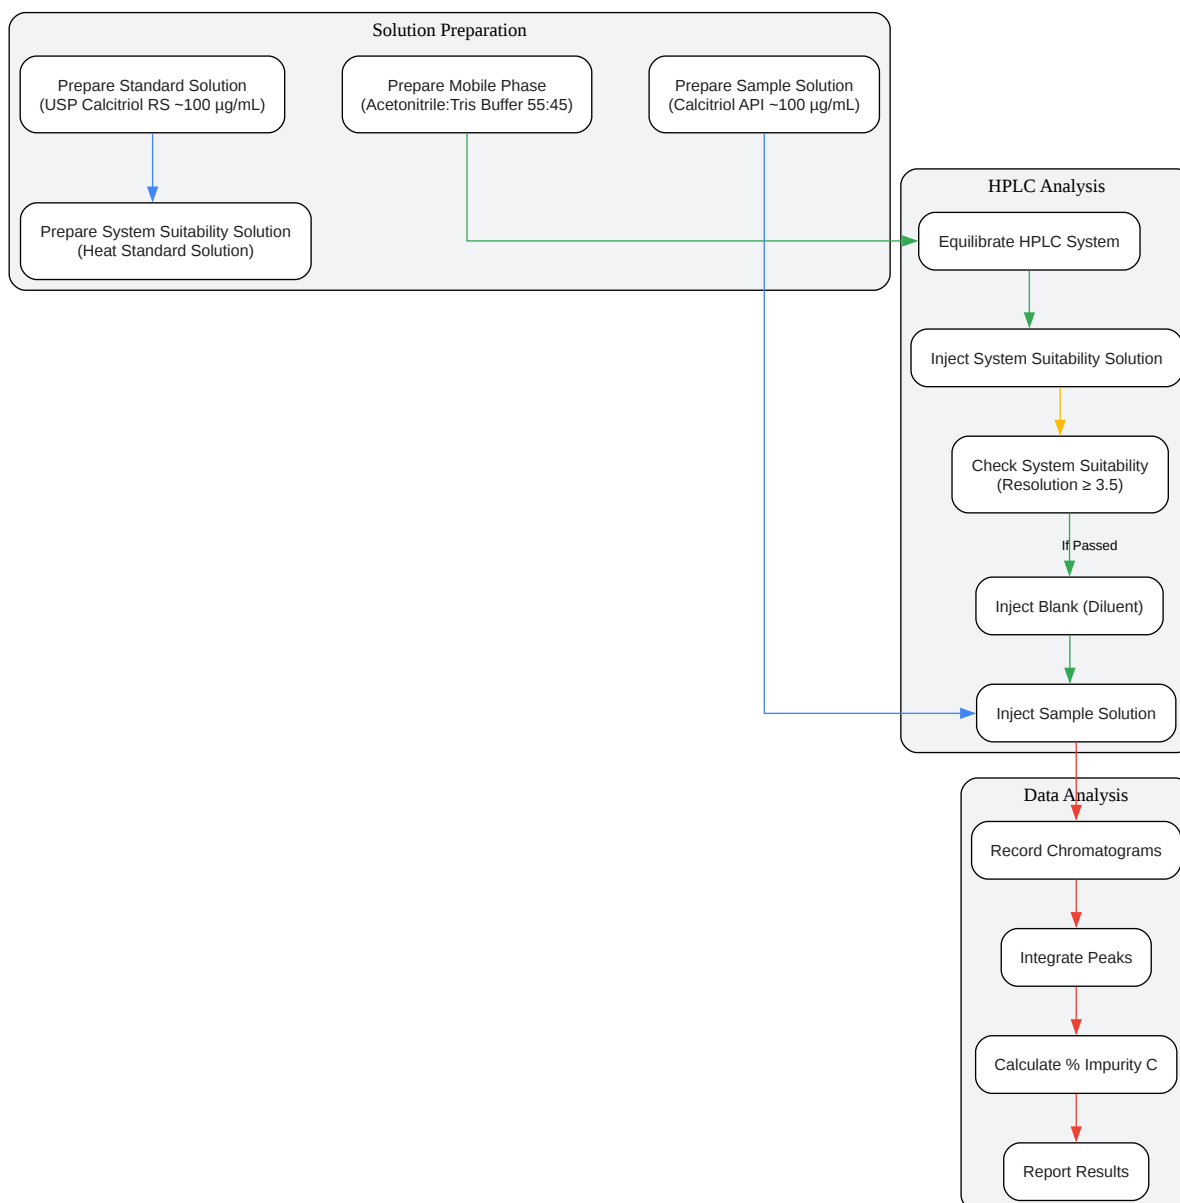 Solution Preparation
Prepare Standard Solution
(USP Calcitriol RS ~100 µg/mL)
Prepare Mobile Phase
(Acetonitrile:Tris Buffer 55:45)
Prepare Sample Solution
(Calcitriol API ~100 µg/mL)
Prepare System Suitability Solution
(Heat Standard Solution)
HPLC Analysis
Equilibrate HPLC System
Inject System Suitability Solution
Check System Suitability
(Resolution ≥ 3.5)
If Passed
Inject Blank (Diluent)
Inject Sample Solution
Data Analysis
Record Chromatograms
Integrate Peaks
Calculate % Impurity C
Report Results